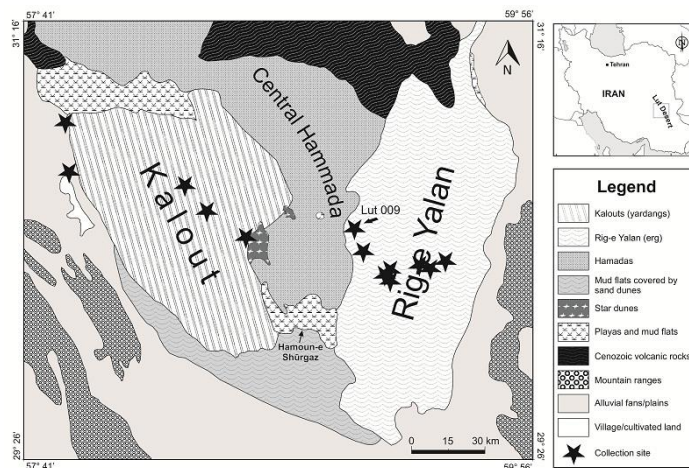 57° 41'
59° 56'
31° 16'
31° 16'
N
Central Hammada
Kalout
Lut 009
Rig-e Yalan
Hamoun-e
Shūrgaz
0 15 30 km
29° 26'
29° 26'
57° 41'
59° 56'
N
Tehran
IRAN
Lut Desert
Legend
Kalouts (yardangs)
Rig-e Yalan (erg)
Hamadas
Mud flats covered by
sand dunes
Star dunes
Playas and mud flats
Cenozoic volcanic rocks
Mountain ranges
Alluvial fans/plains
Village/cultivated land
Collection site